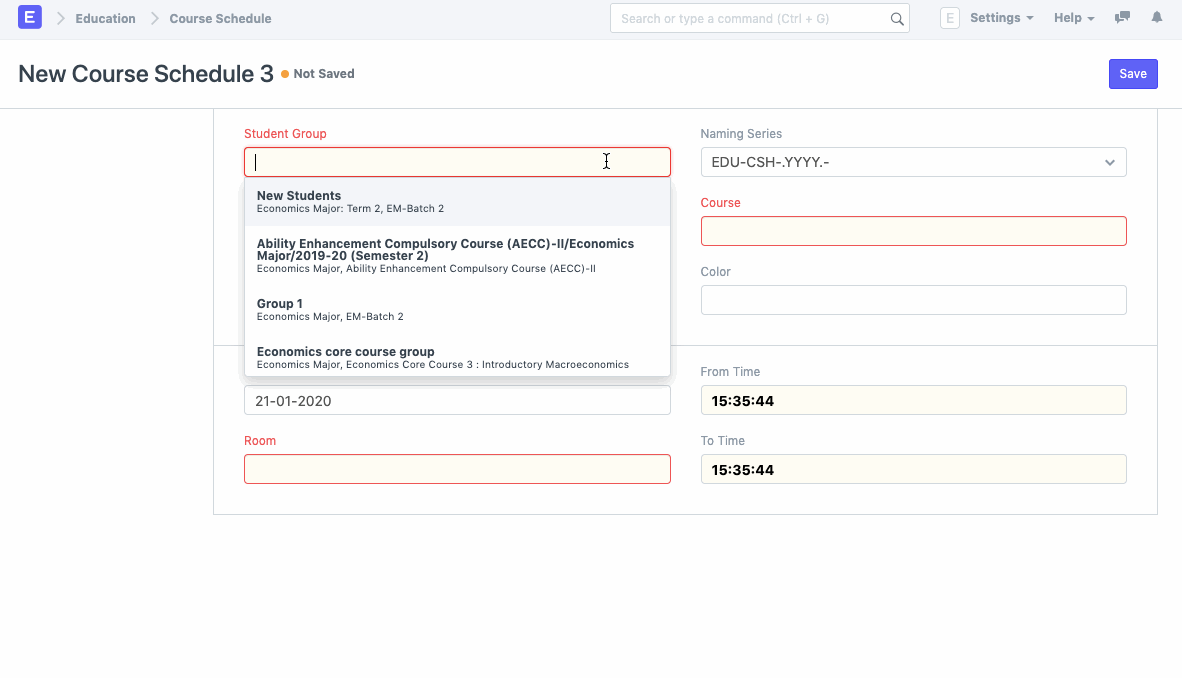 E
Education
Course Schedule
Search or type a command (Ctrl + G)
E
Settings
Help
New Course Schedule 3
Not Saved
Save
Student Group
New Students
Economics Major: Term 2, EM-Batch 2
Ability Enhancement Compulsory Course (AECC)-II/Economics
Major/2019-20 (Semester 2)
Economics Major, Ability Enhancement Compulsory Course (AECC)-II
Group 1
Economics Major, EM-Batch 2
Economics core course group
Economics Major, Economics Core Course 3 : Introductory Macroeconomics
21-01-2020
Room
Naming Series
EDU-CSH-.YYYY.-
Course
Color
From Time
15:35:44
To Time
15:35:44